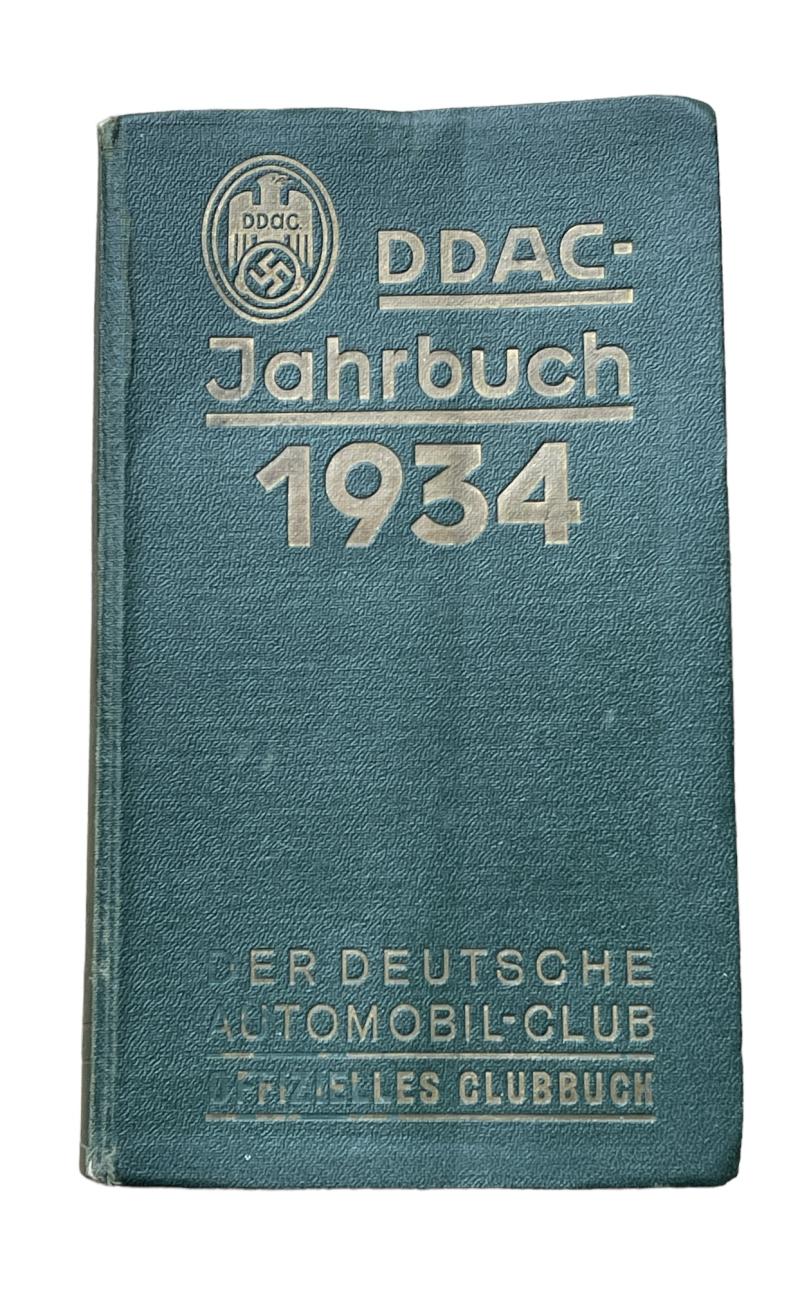 DDAC.
DDAC-
Jahrbuch
1934
DER DEUTSCHE
AUTOMOBIL-CLUB
OFFIZIELLES CLUBBUCH